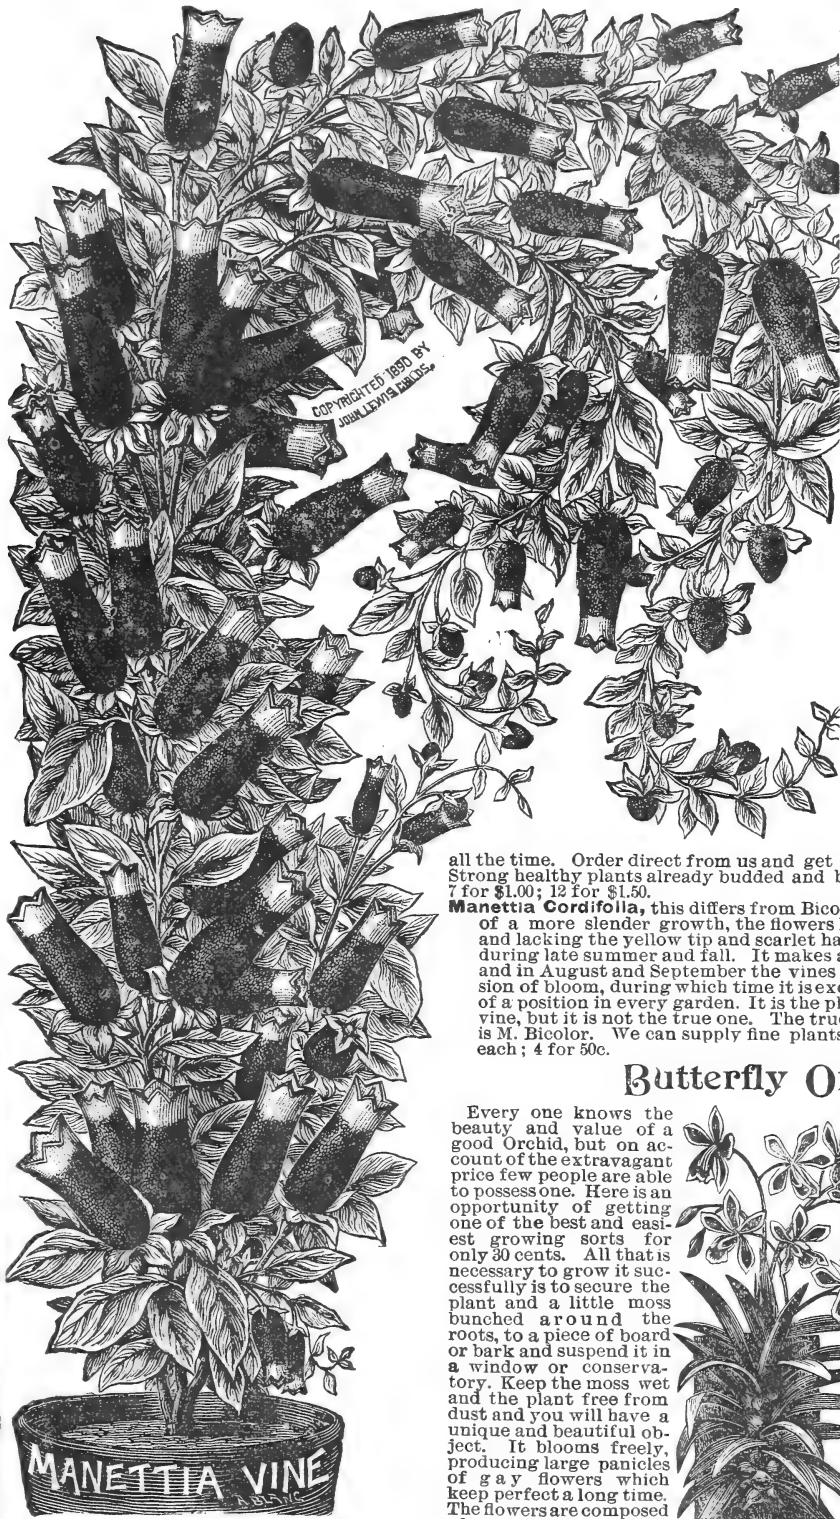 COPYRIGHTED 1890 BY
JOHN LEWIS CHILDS.
all the time. Order direct from us and get
Strong healthy plants already budded and
7 for $1.00; 12 for $1.50.
Manettia Cordifolia, this differs from
of a more slender growth, the flowers
and lacking the yellow tip and scarlet
during late summer and fall. It makes
and in August and September the vines
sion of bloom, during which time it is
of a position in every garden. It is the
vine, but it is not the true one. The
is M. Bicolor. We can supply fine plants
each; 4 for 50c.
Butterfly
Every one knows the
beauty and value of a
good Orchid, but on ac-
count of the extravagant
price few people are able
to possess one. Here is an
opportunity of getting
one of the best and easi-
est growing sorts for
only 30 cents. All that is
necessary to grow it suc-
cessfully is to secure the
plant and a little moss
bunched around the
roots, to a piece of board
or bark and suspend it in
a window or conserva-
tory. Keep the moss wet
and the plant free from
dust and you will have a
unique and beautiful ob-
ject. It blooms freely,
producing large panicles
of gay flowers which
keep perfect a long time.
The flowers are composed
MANETTIA VINE
A. BLANC